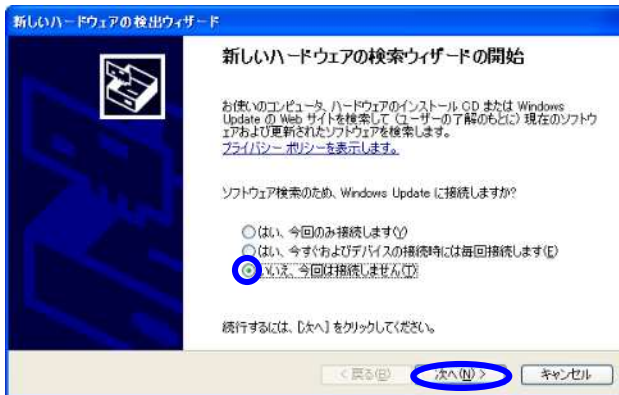 新しいハードウェアの検出ウィザード
新しいハードウェアの検索ウィザードの開始
お使いのコンピュータ、ハードウェアのインストール CD または Windows
Update の Web サイトを検索して (ユーザーの了解のもとに) 現在のソフトウ
ェアおよび更新されたソフトウェアを検索します。
プライバシー ポリシーを表示します。
ソフトウェア検索のため、Windows Update に接続しますか?
はい、今回のみ接続します(Y)
はい、今すぐおよびデバイスの接続時には毎回接続します(E)
いいえ、今回は接続しません(T)
続行するには、[次へ] をクリックしてください。
< 戻る(B)
次へ(N) >
キャンセル